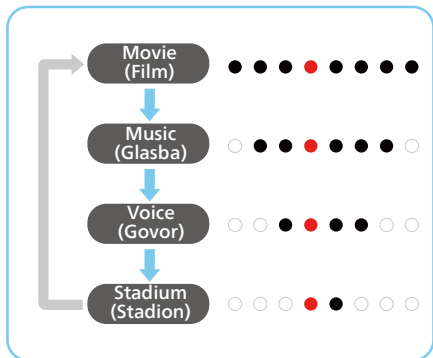 Movie
(Film)
Music
(Glasba)
Voice
(Govor)
Stadium
(Stadion)